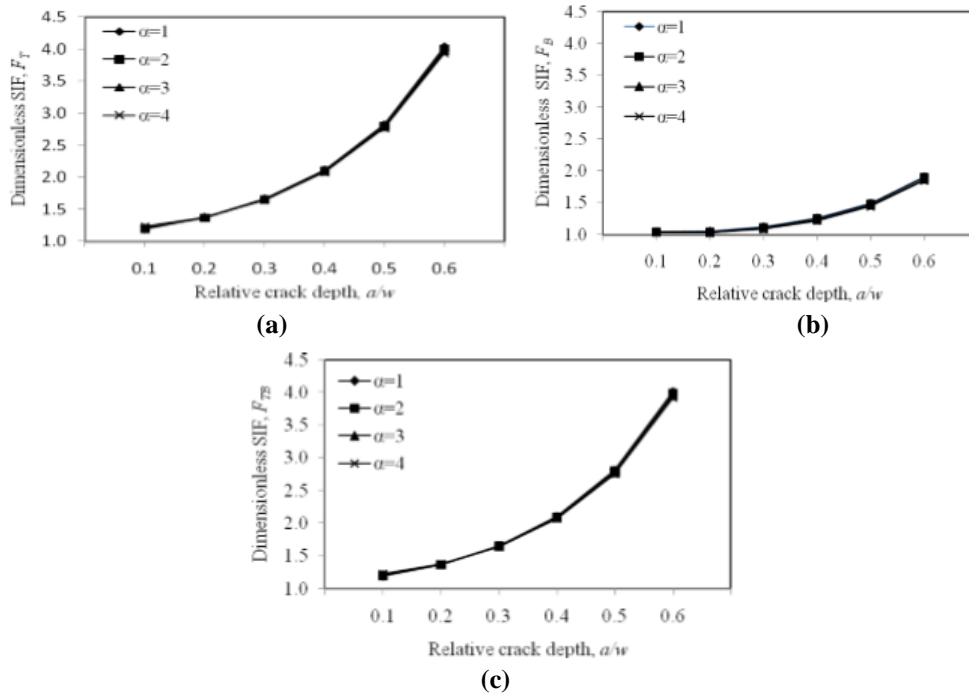 Dimensionless SIF, F_T
4.5
4.0
3.5
3.0
2.5
2.0
1.5
1.0
α=1
α=2
α=3
α=4
0.1 0.2 0.3 0.4 0.5 0.6
Relative crack depth, a/w
(a)
Dimensionless SIF, F_B
4.5
4.0
3.5
3.0
2.5
2.0
1.5
1.0
α=1
α=2
α=3
α=4
0.1 0.2 0.3 0.4 0.5 0.6
Relative crack depth, a/w
(b)
Dimensionless SIF, F_TB
4.5
4.0
3.5
3.0
2.5
2.0
1.5
1.0
α=1
α=2
α=3
α=4
0.1 0.2 0.3 0.4 0.5 0.6
Relative crack depth, a/w
(c)